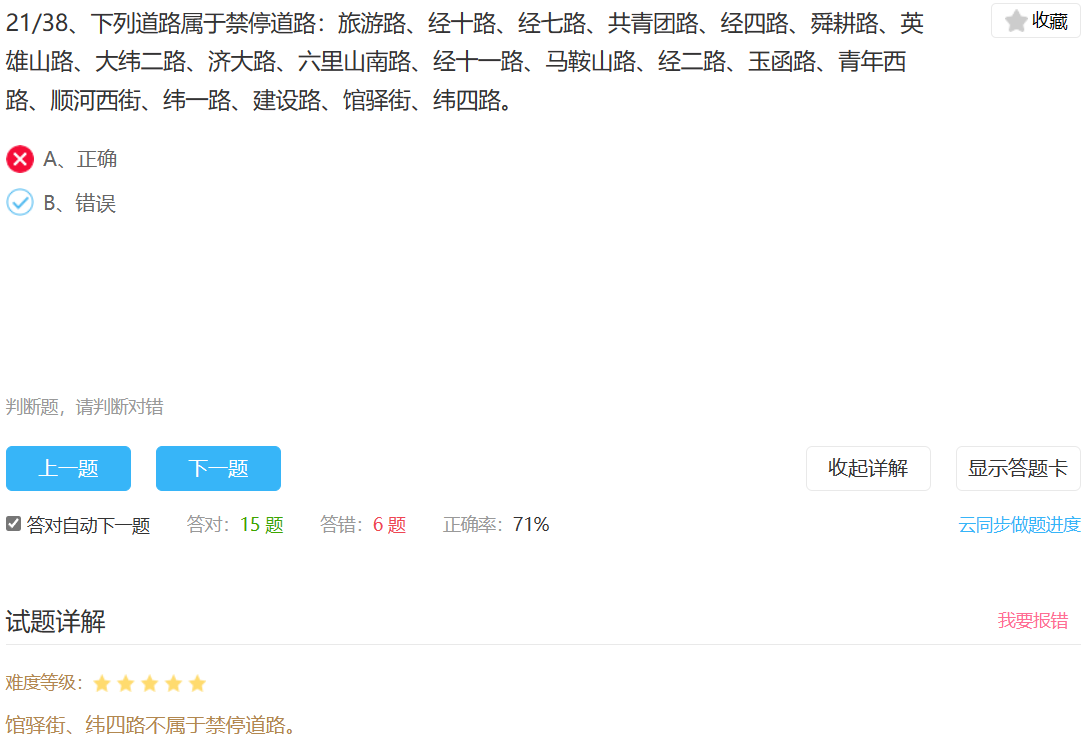 21/38、下列道路属于禁停道路：旅游路、经十路、经七路、共青团路、经四路、舜耕路、英
收藏
雄山路、大纬二路、济大路、六里山南路、经十一路、马鞍山路、经二路、玉函路、青年西
路、顺河西街、纬一路、建设路、馆驿街、纬四路。
A、正确
B、错误
判断题，请判断对错
上一题 下一题 收起详解 显示答题卡
答对自动下一题 答对：15 题 答错：6 题 正确率：71% 云同步做题进度
试题详解 我要报错
难度等级：
馆驿街、纬四路不属于禁停道路。